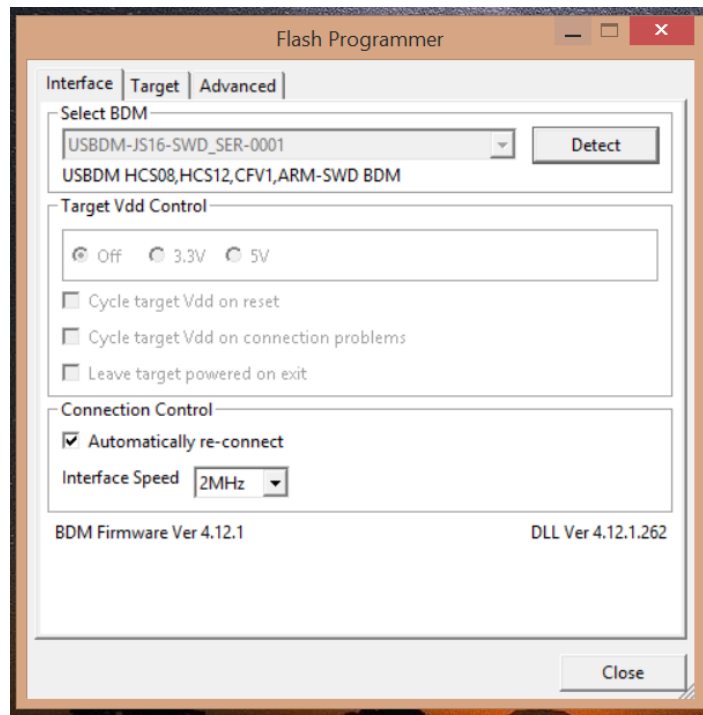 Flash Programmer
Interface Target Advanced
Select BDM
USBDM-JS16-SWD_SER-0001 Detect
USBDM HCS08,HCS12,CFV1,ARM-SWD BDM
Target Vdd Control
Off 3.3V 5V
Cycle target Vdd on reset
Cycle target Vdd on connection problems
Leave target powered on exit
Connection Control
Automatically re-connect
Interface Speed 2MHz
BDM Firmware Ver 4.12.1 DLL Ver 4.12.1.262
Close